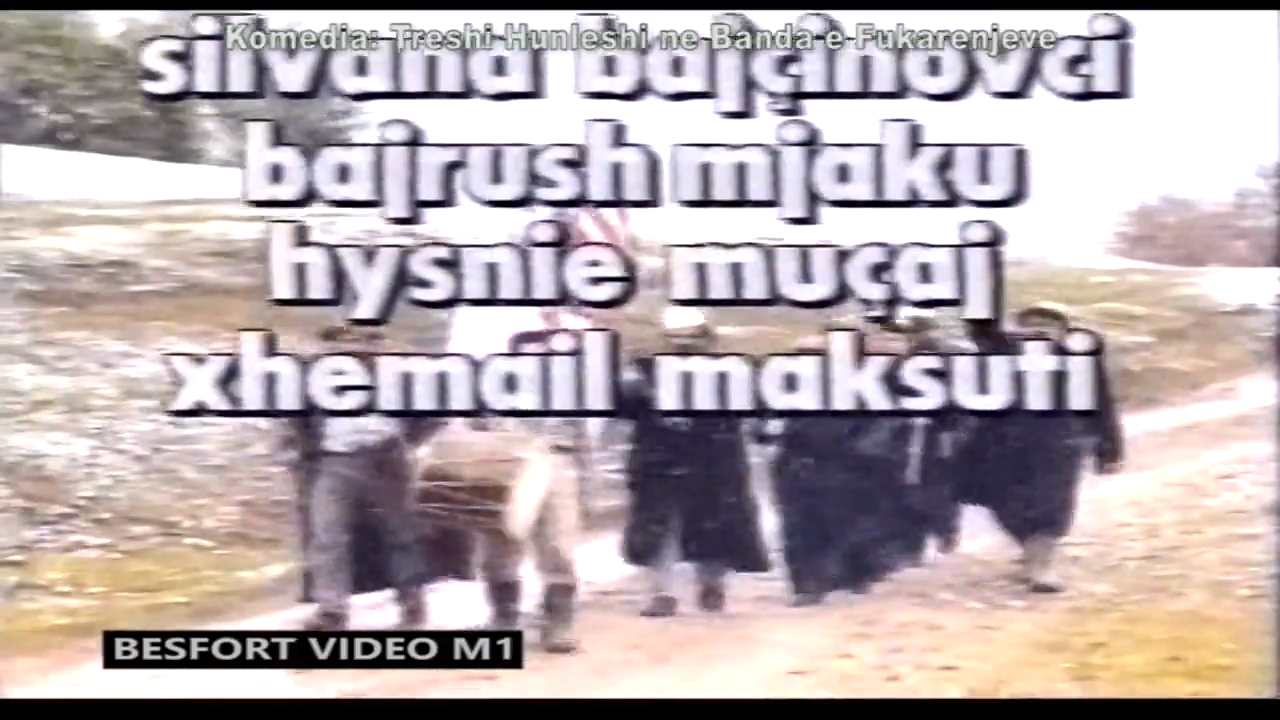 Komedia: Treshi Hunleshi ne Banda e Fukarenjeve
silvana bajçinovci
bajrush mjaku
hysnie muçaj
xhemail maksuti
BESFORT VIDEO M1